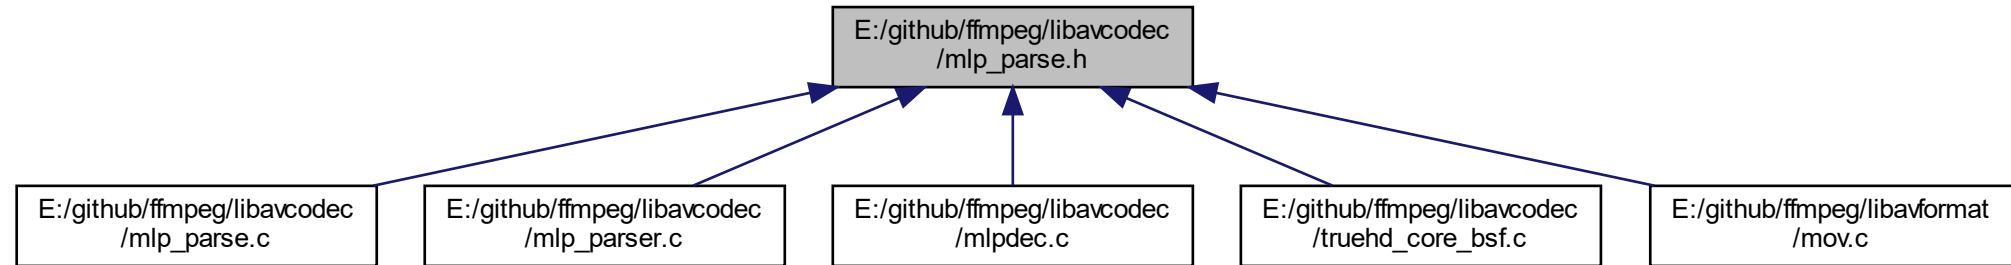 E:/github/ffmpeg/libavcodec
/mlp_parse.h
E:/github/ffmpeg/libavcodec
/mlp_parse.c
E:/github/ffmpeg/libavcodec
/mlp_parser.c
E:/github/ffmpeg/libavcodec
/mlpdec.c
E:/github/ffmpeg/libavcodec
/truehd_core_bsf.c
E:/github/ffmpeg/libavformat
/mov.c